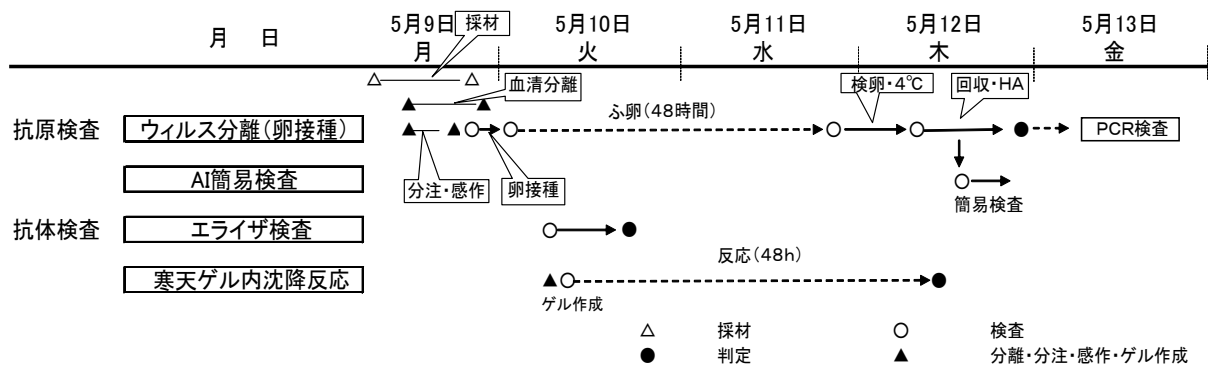 月 日 5月9日 5月10日 5月11日 5月12日 5月13日
月 火 水 木 金
採材
血清分離
検卵・4℃
回収・HA
抗原検査 ウィルス分離(卵接種) ふ卵(48時間) PCR検査
分注・感作
卵接種
AI簡易検査
簡易検査
抗体検査 エライザ検査
寒天ゲル内沈降反応 反応(48h)
ゲル作成
△ 採材 ○ 検査
● 判定 ▲ 分離・分注・感作・ゲル作成